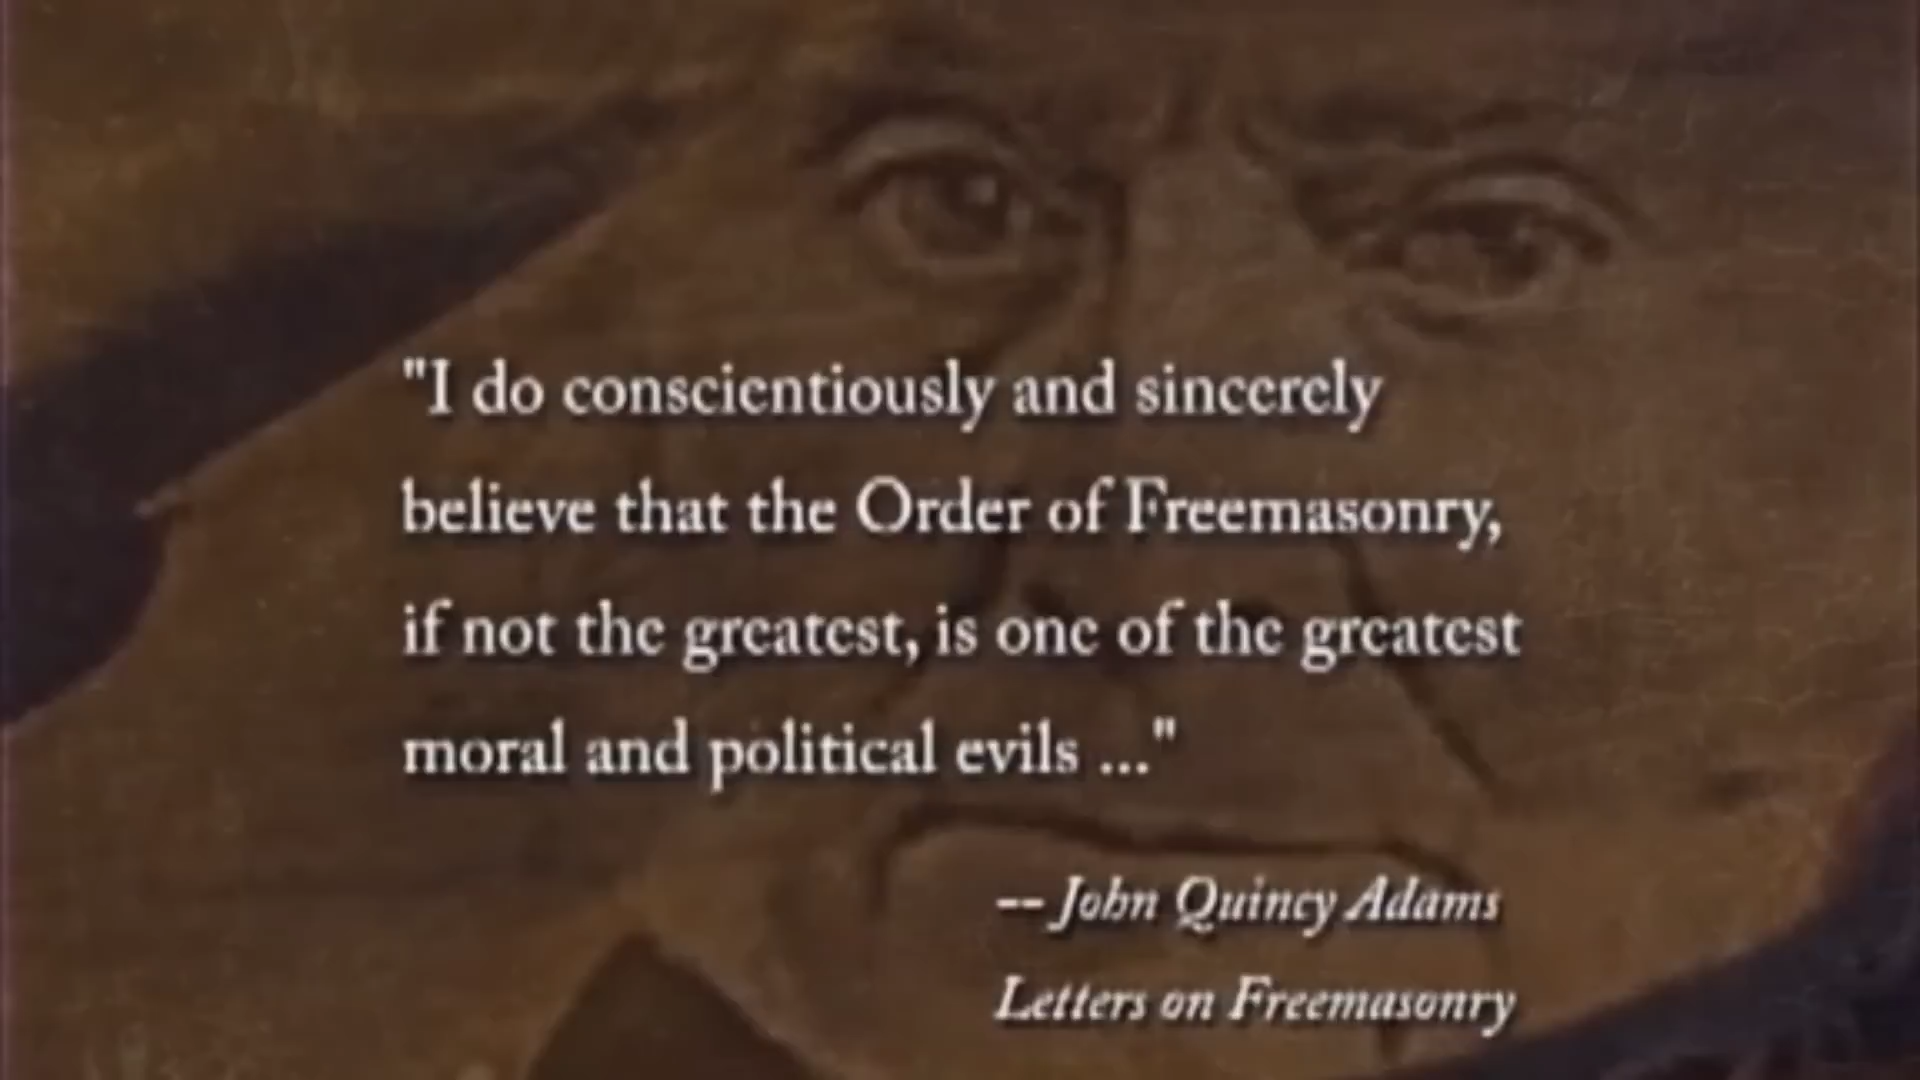 "I do conscientiously and sincerely
believe that the Order of Freemasonry,
if not the greatest, is one of the greatest
moral and political evils ..."
-- John Quincy Adams
Letters on Freemasonry